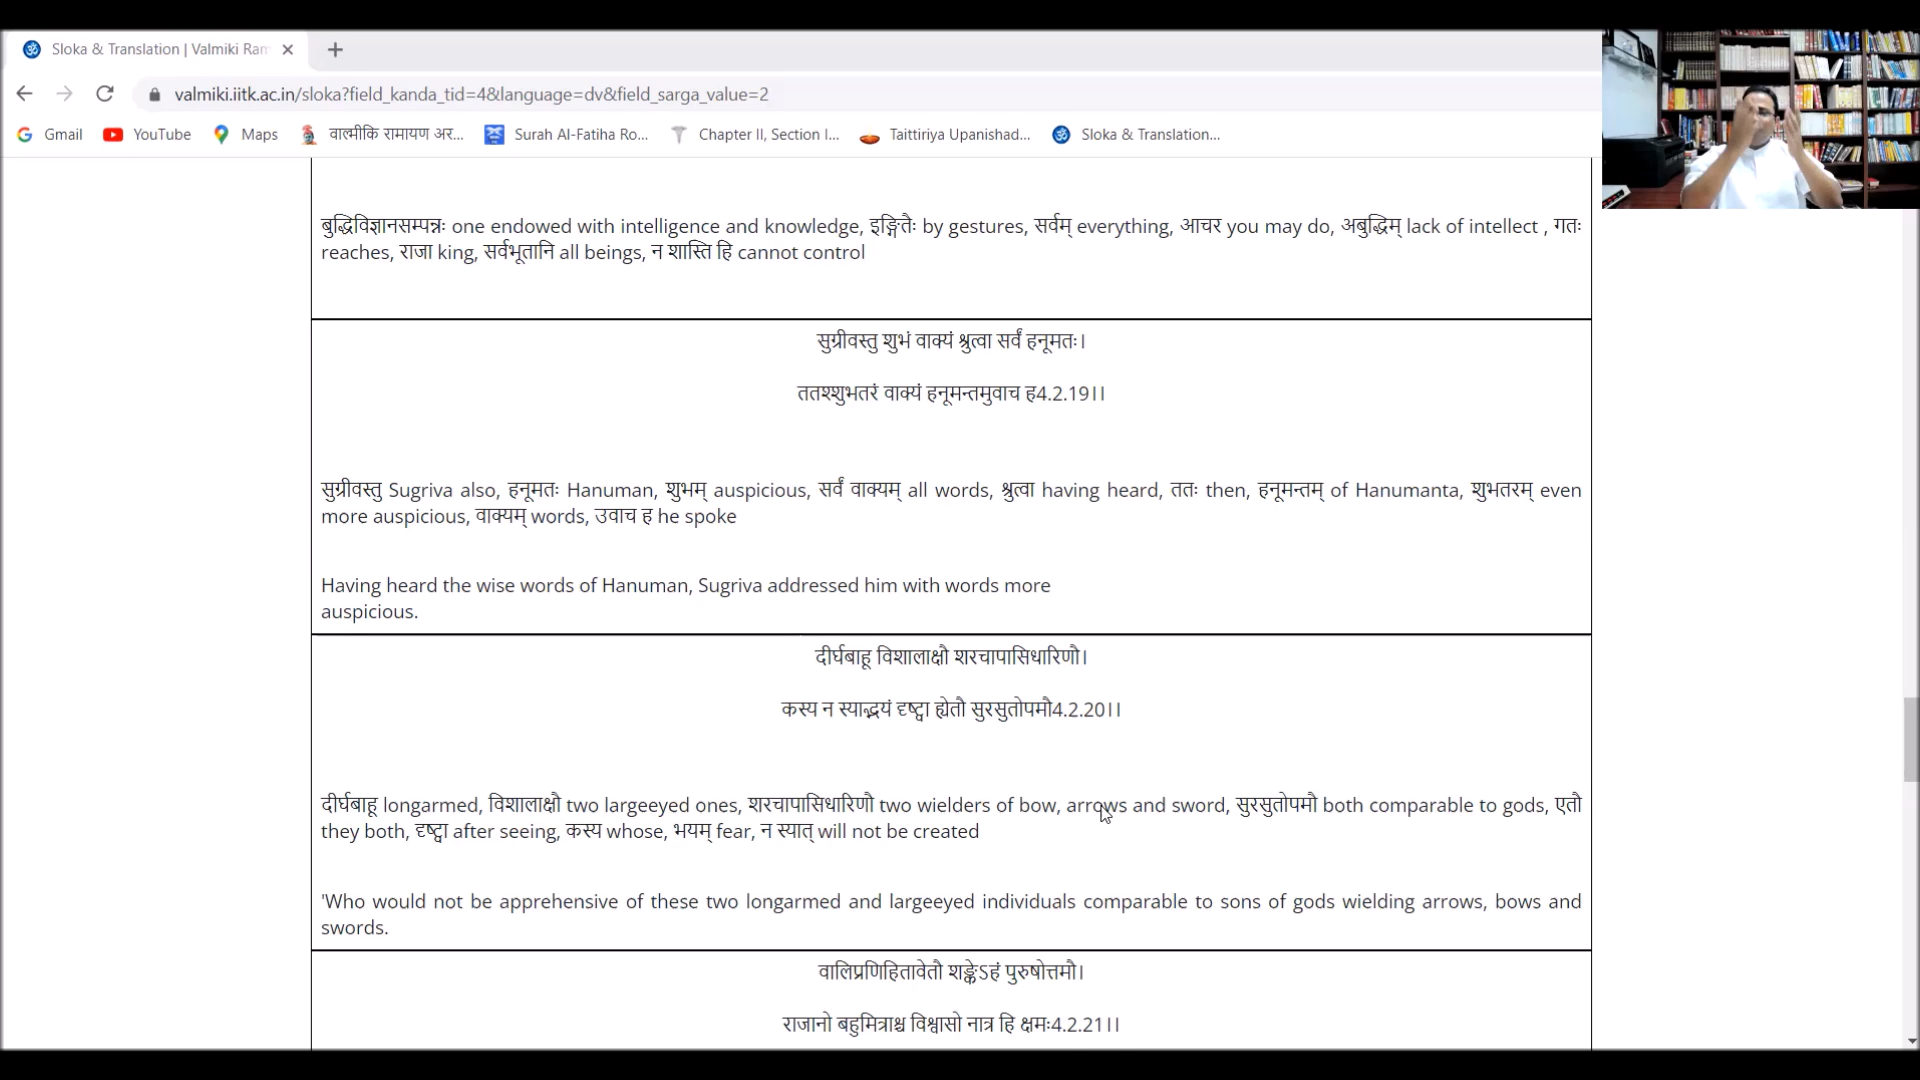 Sloka & Translation | Valmiki Ram
valmiki.iitk.ac.in/sloka?field_kanda_tid=4&language=dv&field_sarga_value=2
Gmail YouTube Maps वाल्मीकि रामायण अर... Surah Al-Fatiha Ro... Chapter II, Section I... Taittiriya Upanishad... Sloka & Translation...
बुद्धिविज्ञानसम्पन्नः one endowed with intelligence and knowledge, इङ्गितैः by gestures, सर्वम् everything, आचर you may do, अबुद्धिम् lack of intellect , गतः
reaches, राजा king, सर्वभूतानि all beings, न शास्ति हि cannot control
सुग्रीवस्तु शुभं वाक्यं श्रुत्वा सर्वं हनूमतः।
ततश्शुभतरं वाक्यं हनूमन्तमुवाच ह4.2.19।।
सुग्रीवस्तु Sugriva also, हनूमतः Hanuman, शुभम् auspicious, सर्वं वाक्यम् all words, श्रुत्वा having heard, ततः then, हनूमन्तम् of Hanumanta, शुभतरम् even
more auspicious, वाक्यम् words, उवाच ह he spoke
Having heard the wise words of Hanuman, Sugriva addressed him with words more
auspicious.
दीर्घबाहू विशालाक्षौ शरचापासिधारिणौ।
कस्य न स्याद्भयं दृष्ट्वा ह्येतौ सुरसुतोपमौ4.2.20।।
दीर्घबाहू longarmed, विशालाक्षौ two largeeyed ones, शरचापासिधारिणौ two wielders of bow, arrows and sword, सुरसुतोपमौ both comparable to gods, एतौ
they both, दृष्ट्वा after seeing, कस्य whose, भयम् fear, न स्यात् will not be created
'Who would not be apprehensive of these two longarmed and largeeyed individuals comparable to sons of gods wielding arrows, bows and
swords.
वालिप्रणिहितावेतौ शङ्केऽहं पुरुषोत्तमौ।
राजानो बहुमित्राश्च विश्वासो नात्र हि क्षमः4.2.21।।